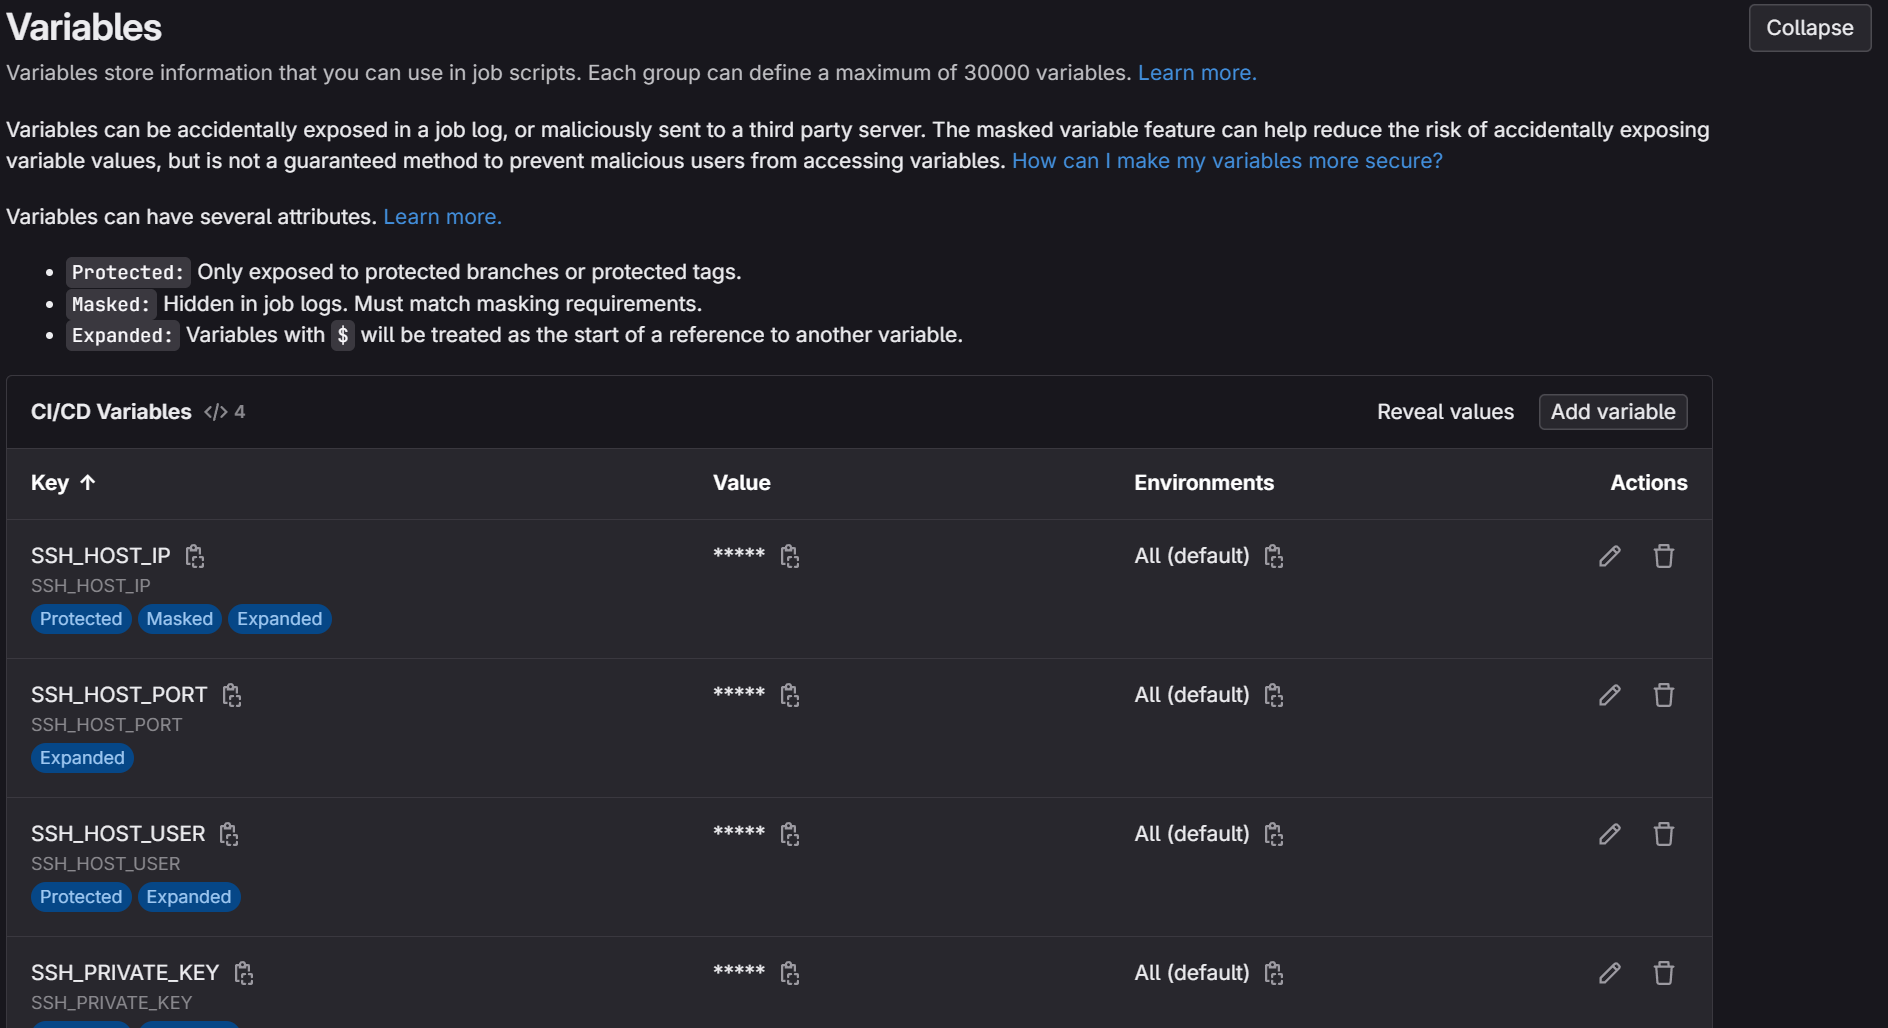 Variables
Collapse
Variables store information that you can use in job scripts. Each group can define a maximum of 30000 variables. Learn more.
Variables can be accidentally exposed in a job log, or maliciously sent to a third party server. The masked variable feature can help reduce the risk of accidentally exposing
variable values, but is not a guaranteed method to prevent malicious users from accessing variables. How can I make my variables more secure?
Variables can have several attributes. Learn more.
• Protected: Only exposed to protected branches or protected tags.
• Masked: Hidden in job logs. Must match masking requirements.
• Expanded: Variables with $ will be treated as the start of a reference to another variable.
CI/CD Variables </> 4 Reveal values Add variable
Key ↑ Value Environments Actions
SSH_HOST_IP ***** All (default)
SSH_HOST_IP
Protected Masked Expanded
SSH_HOST_PORT ***** All (default)
SSH_HOST_PORT
Expanded
SSH_HOST_USER ***** All (default)
SSH_HOST_USER
Protected Expanded
SSH_PRIVATE_KEY ***** All (default)
SSH_PRIVATE_KEY